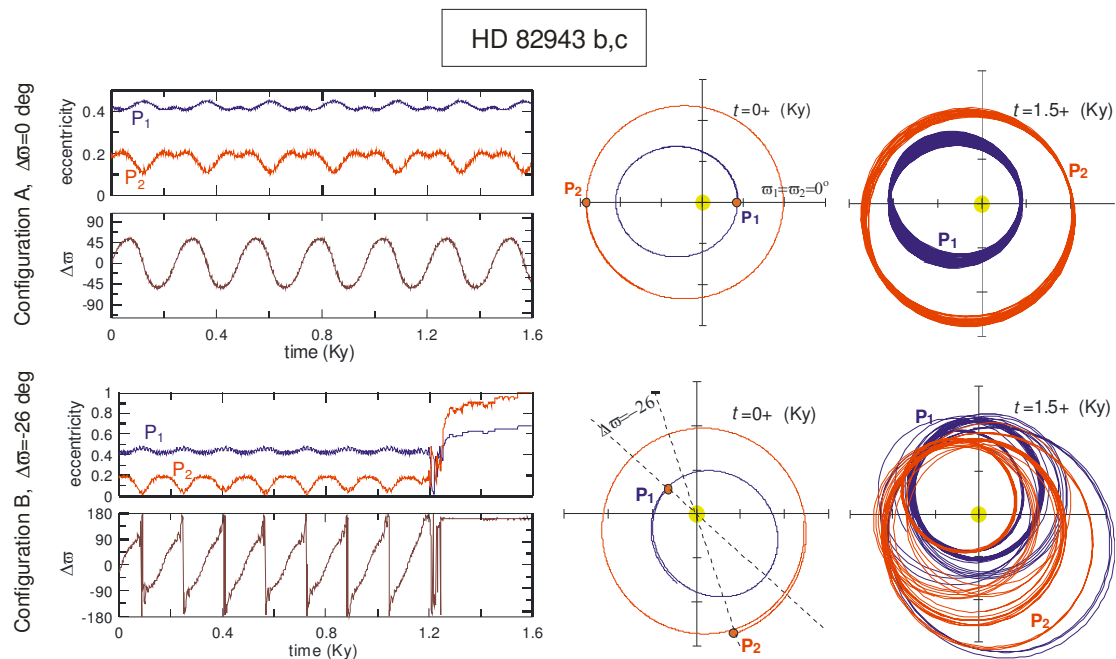 HD 82943 b,c
Configuration A, Δϖ=0 deg
eccentricity
0.4
0.2
0
P1
P2
Δϖ
90
45
0
-45
-90
0 0.4 0.8 1.2 1.6
time (Ky)
t=0+ (Ky)
P2
ϖ1=ϖ2=0°
P1
t=1.5+ (Ky)
P2
P1
Configuration B, Δϖ=-26 deg
eccentricity
1
0.8
0.6
0.4
0.2
0
P1
P2
Δϖ
180
90
0
-90
-180
0 0.4 0.8 1.2 1.6
time (Ky)
Δϖ=-26
t=0+ (Ky)
P1
P2
P1
t=1.5+ (Ky)
P2